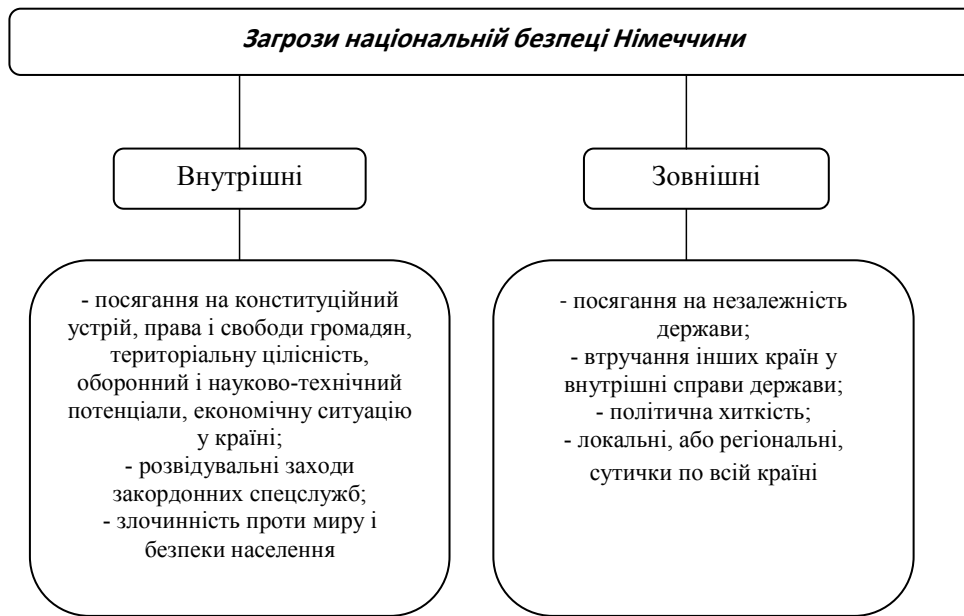 Загрози національній безпеці Німеччини
Внутрішні
Зовнішні
- посягання на конституційний
устрій, права і свободи громадян,
територіальну цілісність,
оборонний і науково-технічний
потенціали, економічну ситуацію
у країні;
- розвідувальні заходи
закордонних спецслужб;
- злочинність проти миру і
безпеки населення
- посягання на незалежність
держави;
- втручання інших країн у
внутрішні справи держави;
- політична хиткість;
- локальні, або регіональні,
сутички по всій країні